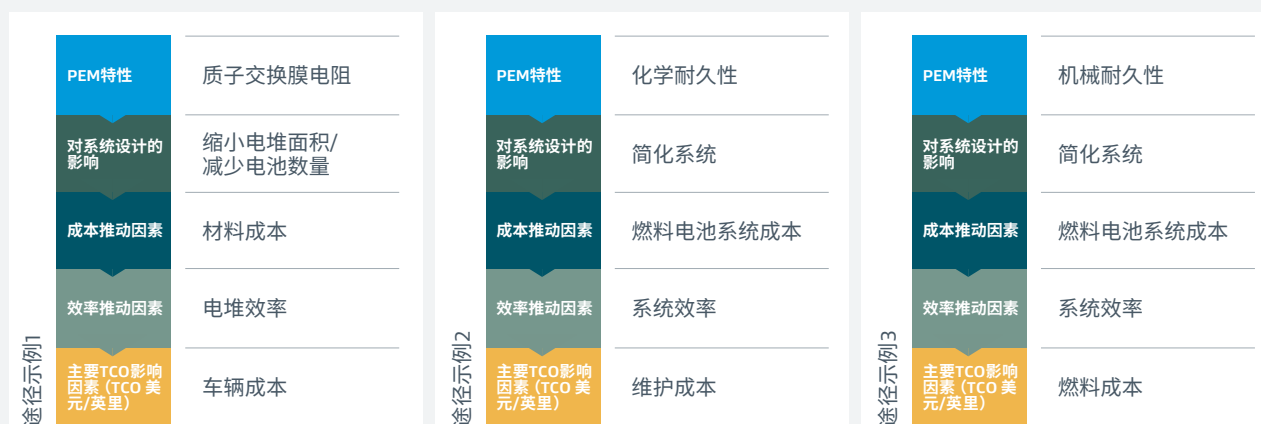 PEM特性
质子交换膜电阻
对系统设计的
影响
缩小电堆面积/
减少电池数量
成本推动因素
材料成本
效率推动因素
电堆效率
主要TCO影响
因素（TCO 美
元/英里）
车辆成本
途径示例1
PEM特性
化学耐久性
对系统设计的
影响
简化系统
成本推动因素
燃料电池系统成本
效率推动因素
系统效率
主要TCO影响
因素（TCO 美
元/英里）
维护成本
途径示例2
PEM特性
机械耐久性
对系统设计的
影响
简化系统
成本推动因素
燃料电池系统成本
效率推动因素
系统效率
主要TCO影响
因素（TCO 美
元/英里）
燃料成本
途径示例3